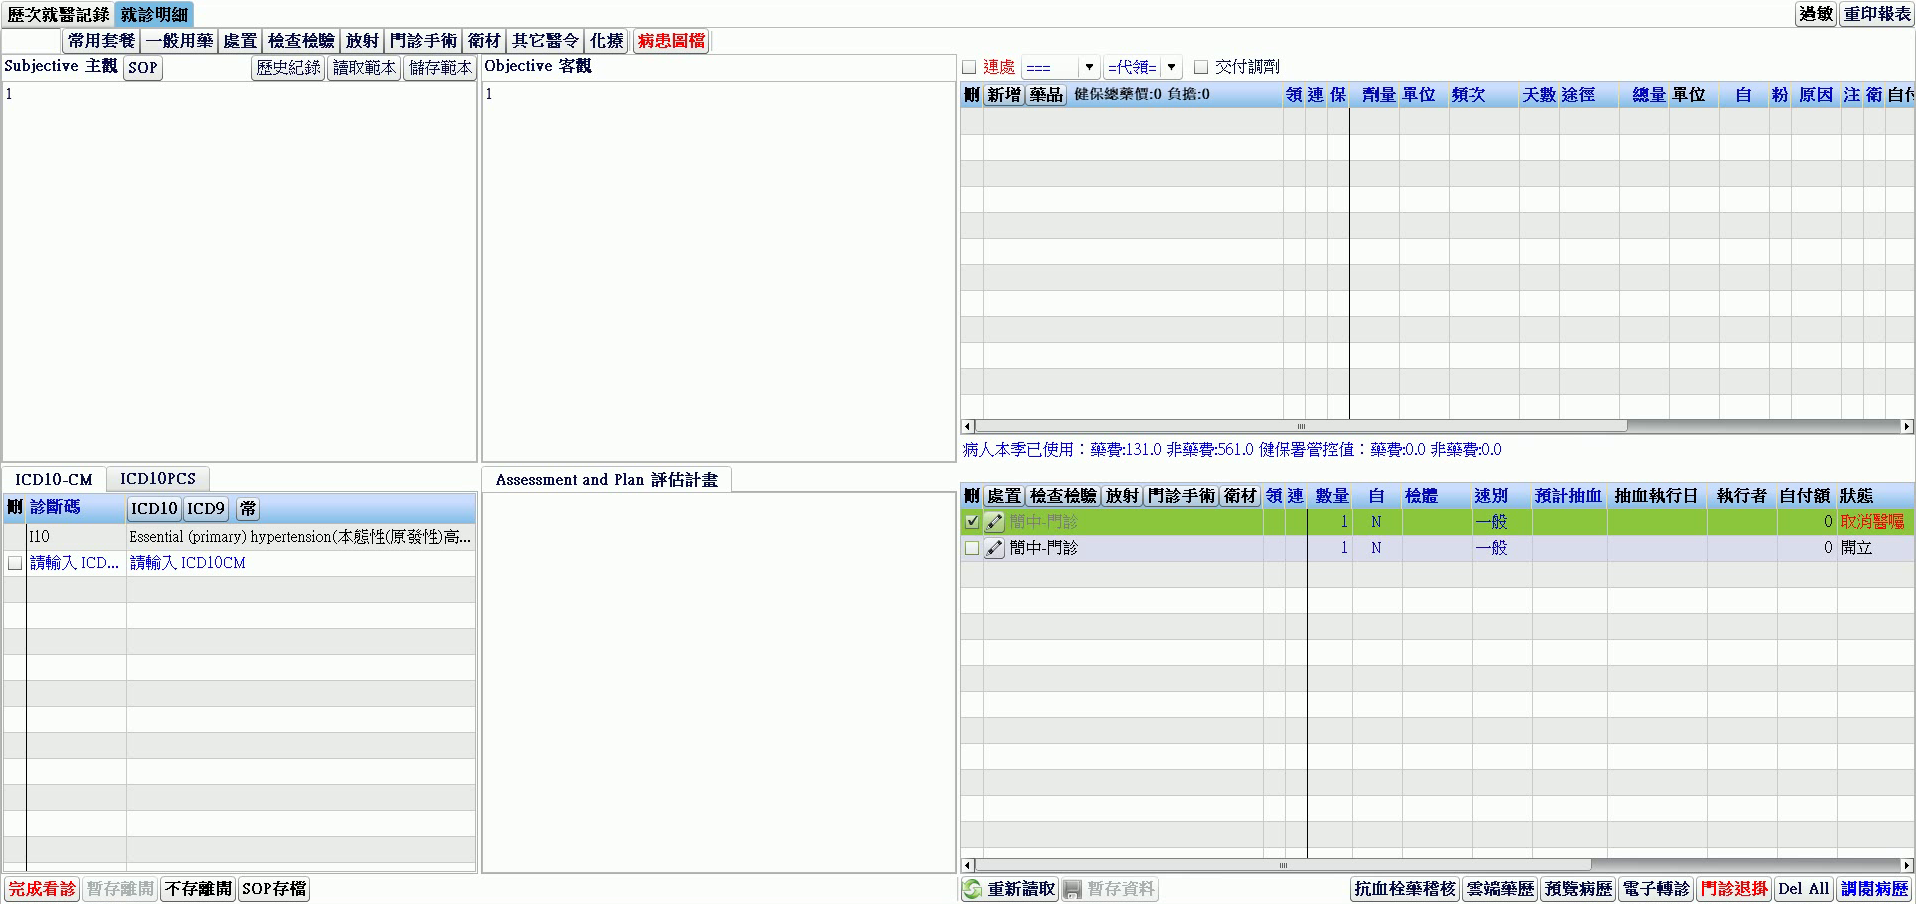 歷次就醫記錄 就診明細 過敏 重印報表
常用套餐 一般用藥 處置 檢查檢驗 放射 門診手術 衛材 其它醫令 化療 病患圖檔
Subjective 主觀 SOP 歷史紀錄 讀取範本 儲存範本 Objective 客觀
連處 === =代領= 交付調劑
1 1
刪 新增 藥品 健保總藥價:0 負擔:0 領 連 保 劑量 單位 頻次 天數 途徑 總量 單位 自 粉 原因 注 衛 自付
病人本季已使用：藥費:131.0 非藥費:561.0 健保署管控值：藥費:0.0 非藥費:0.0
ICD10-CM ICD10PCS Assessment and Plan 評估計畫
刪 診斷碼 ICD10 ICD9 常
I10 Essential (primary) hypertension(本態性(原發性)高...
請輸入 ICD... 請輸入 ICD10CM
刪 處置 檢查檢驗 放射 門診手術 衛材 領 連 數量 自 檢體 速別 預計抽血 抽血執行日 執行者 自付額 狀態
簡中-門診 1 N 一般 0 取消醫囑
簡中-門診 1 N 一般 0 開立
完成看診 暫存離開 不存離開 SOP存檔 重新讀取 暫存資料 抗血栓藥稽核 雲端藥歷 預覽病歷 電子轉診 門診退掛 Del All 調閱病歷